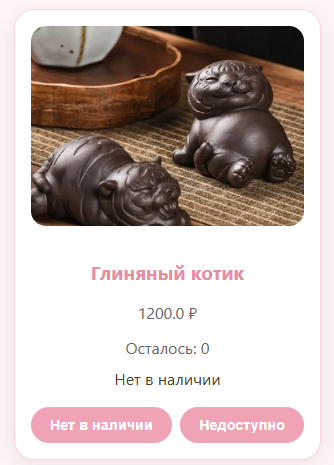 Глиняный котик
1200.0 ₽
Осталось: 0
Нет в наличии
Нет в наличии
Недоступно